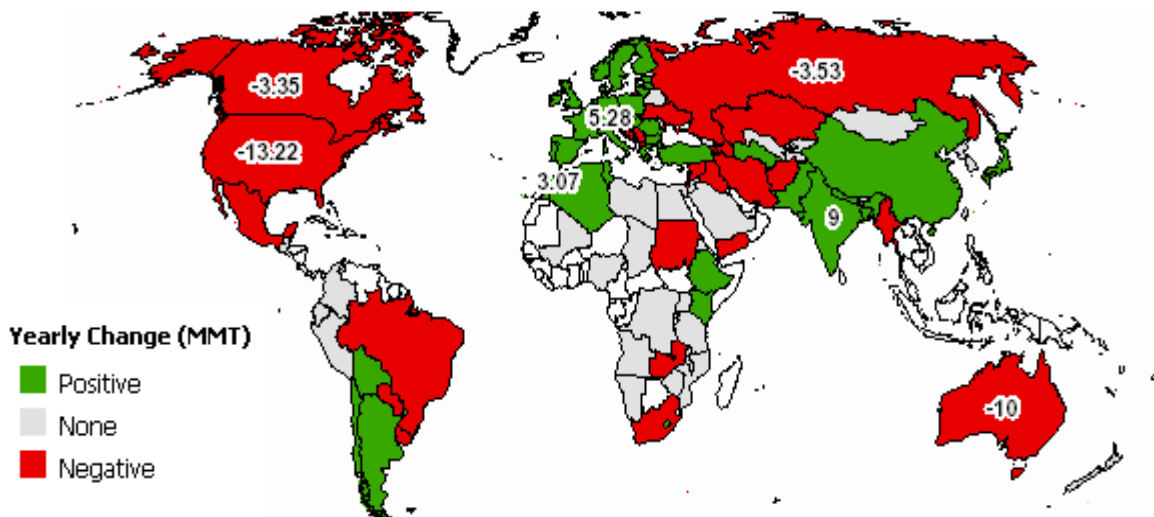 -3.35
-3.53
5.28
-13.22
3.07
9
Yearly Change (MMT)
Positive
None
Negative
-10